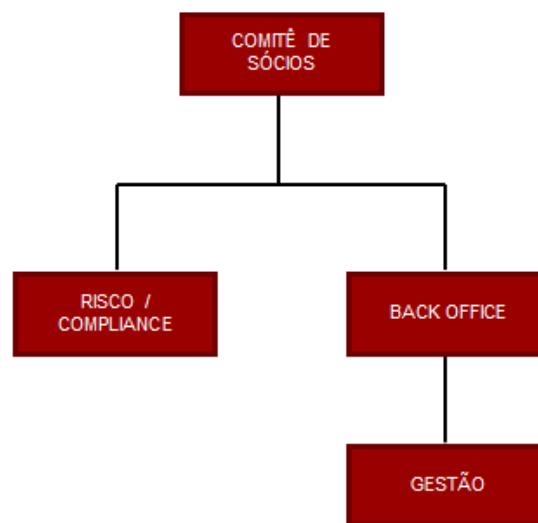 COMITÊ DE
SÓCIOS
RISCO /
COMPLIANCE
BACK OFFICE
GESTÃO